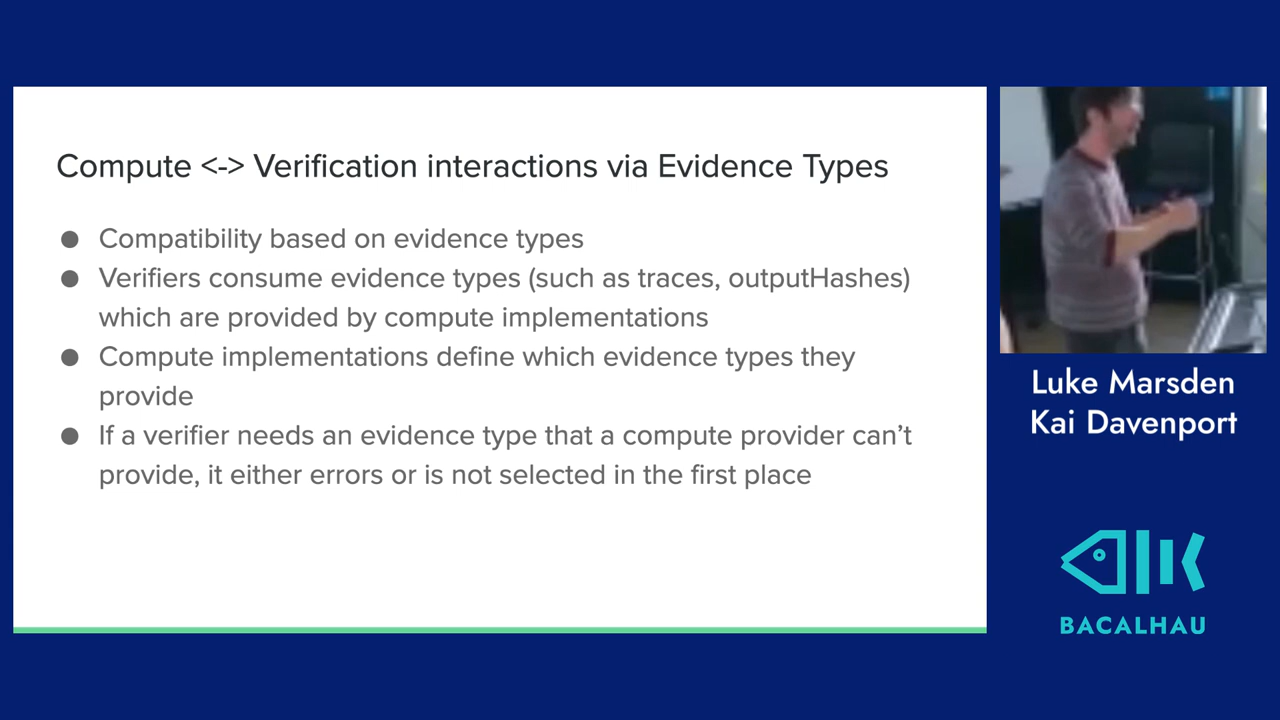 Compute <-> Verification interactions via Evidence Types
● Compatibility based on evidence types
● Verifiers consume evidence types (such as traces, outputHashes)
which are provided by compute implementations
● Compute implementations define which evidence types they
provide
● If a verifier needs an evidence type that a compute provider can’t
provide, it either errors or is not selected in the first place
Luke Marsden
Kai Davenport
BACALHAU